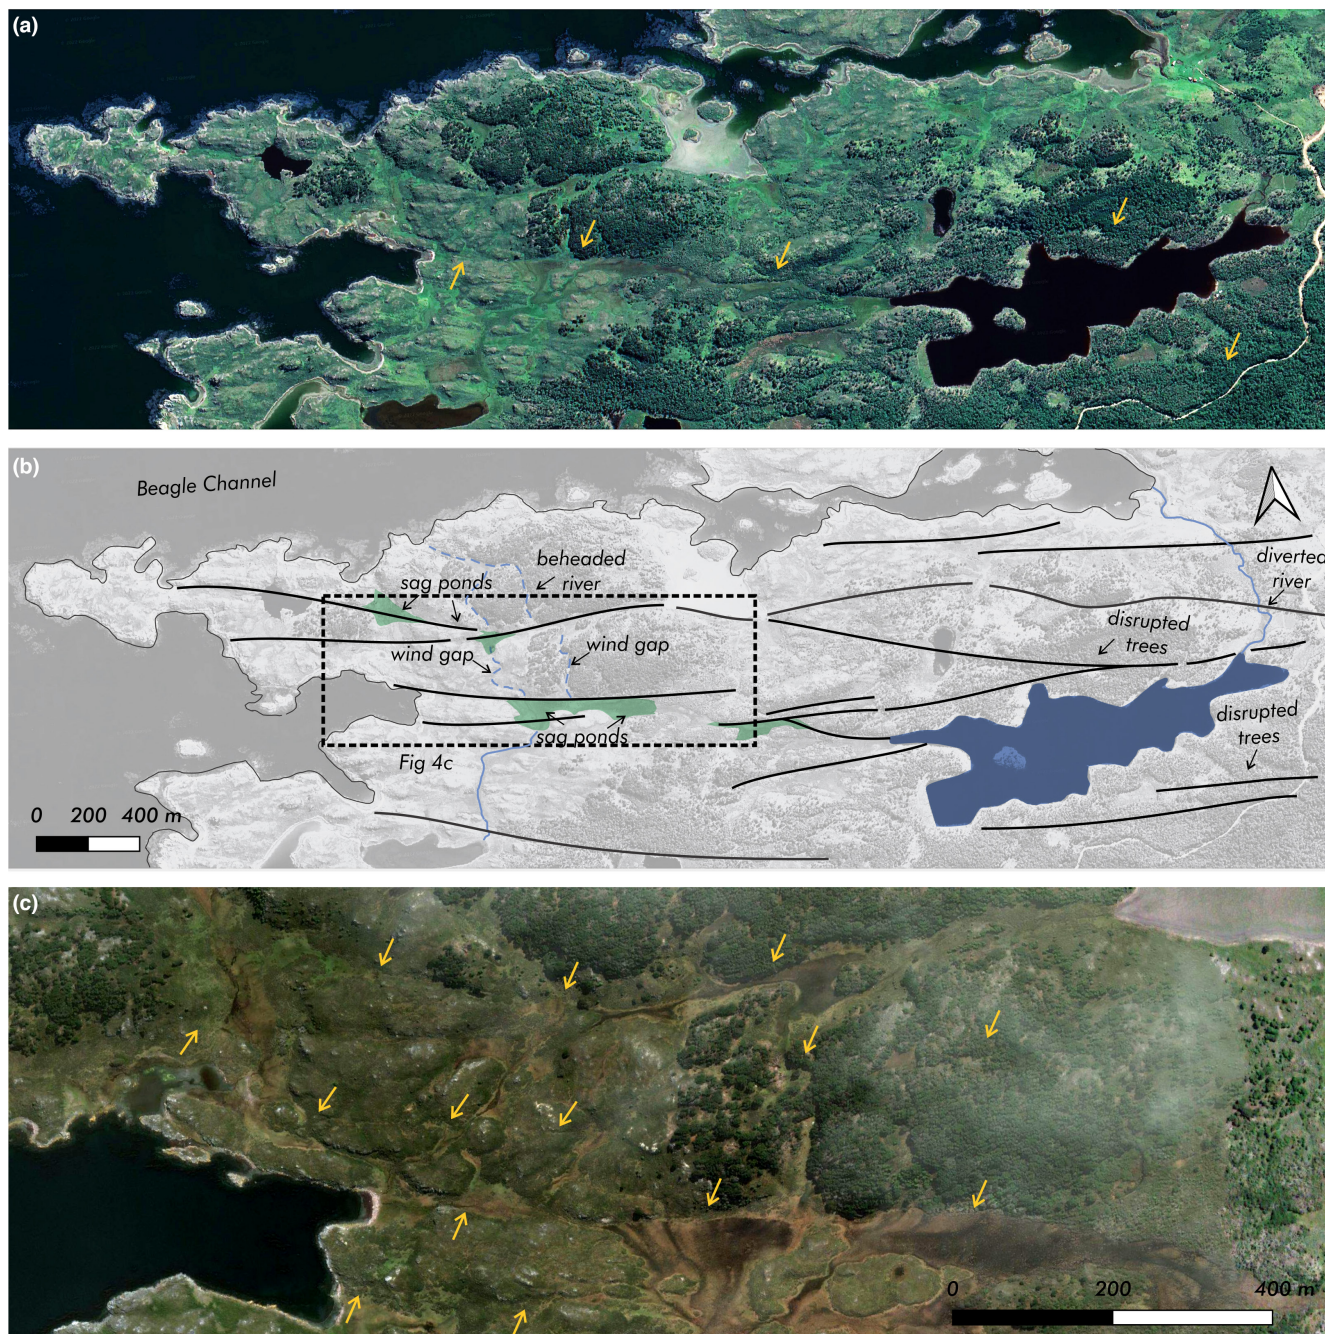 (a)
(b)
Beagle Channel
beheaded
river
sag ponds
diverted
river
disrupted
trees
wind gap
wind gap
disrupted
trees
sag ponds
Fig 4c
0 200 400 m
(c)
0 200 400 m